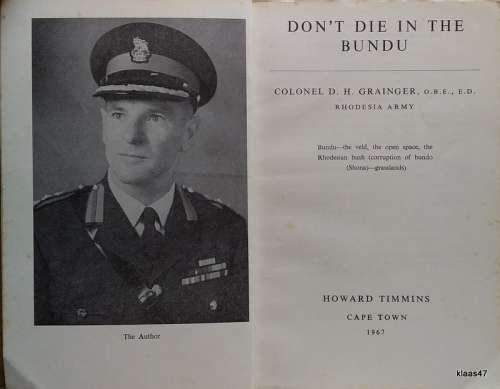 The Author
DON'T DIE IN THE
BUNDU
COLONEL D. H. GRAINGER, O.B.E., E.D.
RHODESIA ARMY
Bundu—the veld, the open space, the
Rhodesian bush (corruption of bundo
(Shona)—grasslands)
HOWARD TIMMINS
CAPE TOWN
1967
klaas47